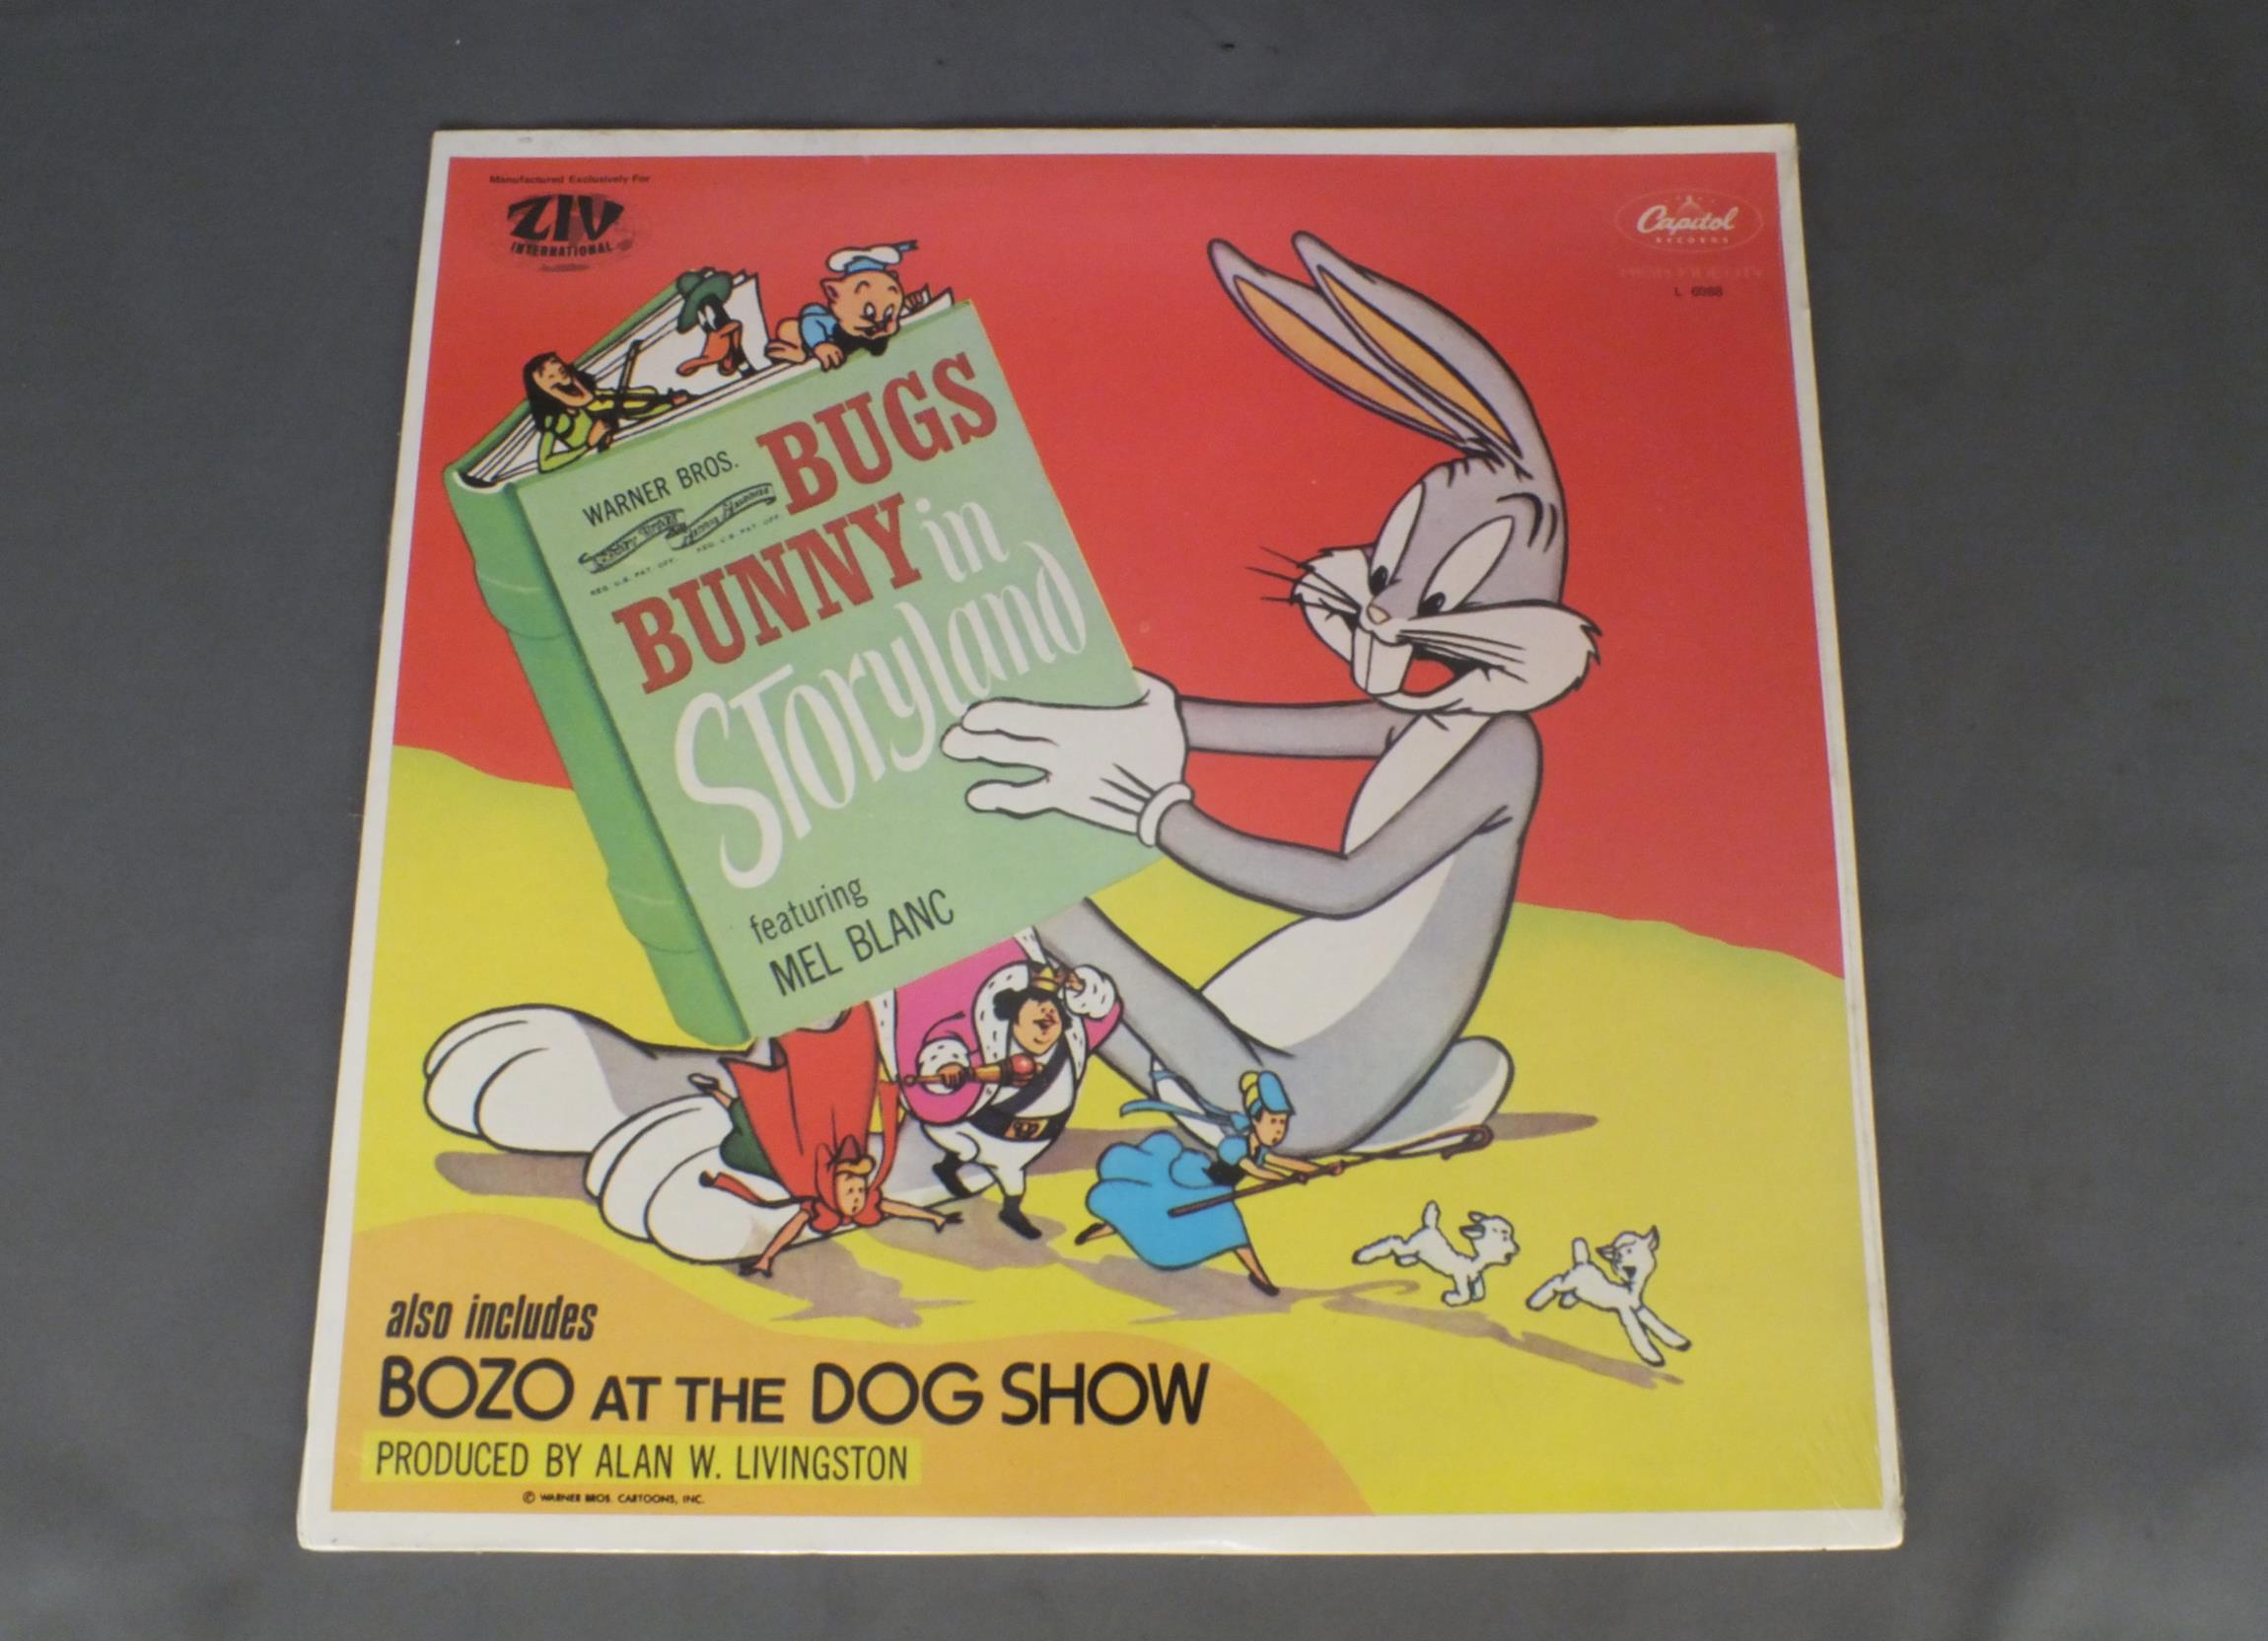 Manufactured Exclusively For
ZIV
INTERNATIONAL
Capitol
RECORDS
WARNER BROS.
BUGS
BUNNY in
Storyland
featuring
MEL BLANC
also includes
BOZO AT THE DOG SHOW
PRODUCED BY ALAN W. LIVINGSTON
© WARNER BROS. CARTOONS, INC.